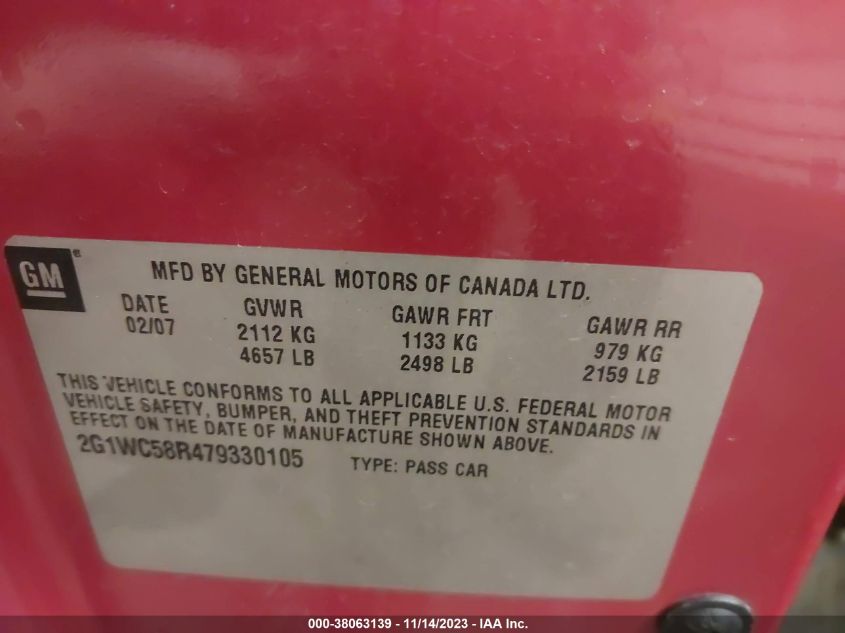 GM
MFD BY GENERAL MOTORS OF CANADA LTD.
DATE GVWR GAWR FRT GAWR RR
02/07 2112 KG 1133 KG 979 KG
4657 LB 2498 LB 2159 LB
THIS VEHICLE CONFORMS TO ALL APPLICABLE U.S. FEDERAL MOTOR
VEHICLE SAFETY, BUMPER, AND THEFT PREVENTION STANDARDS IN
EFFECT ON THE DATE OF MANUFACTURE SHOWN ABOVE.
2G1WC58R479330105 TYPE: PASS CAR
000-38063139 - 11/14/2023 - IAA Inc.